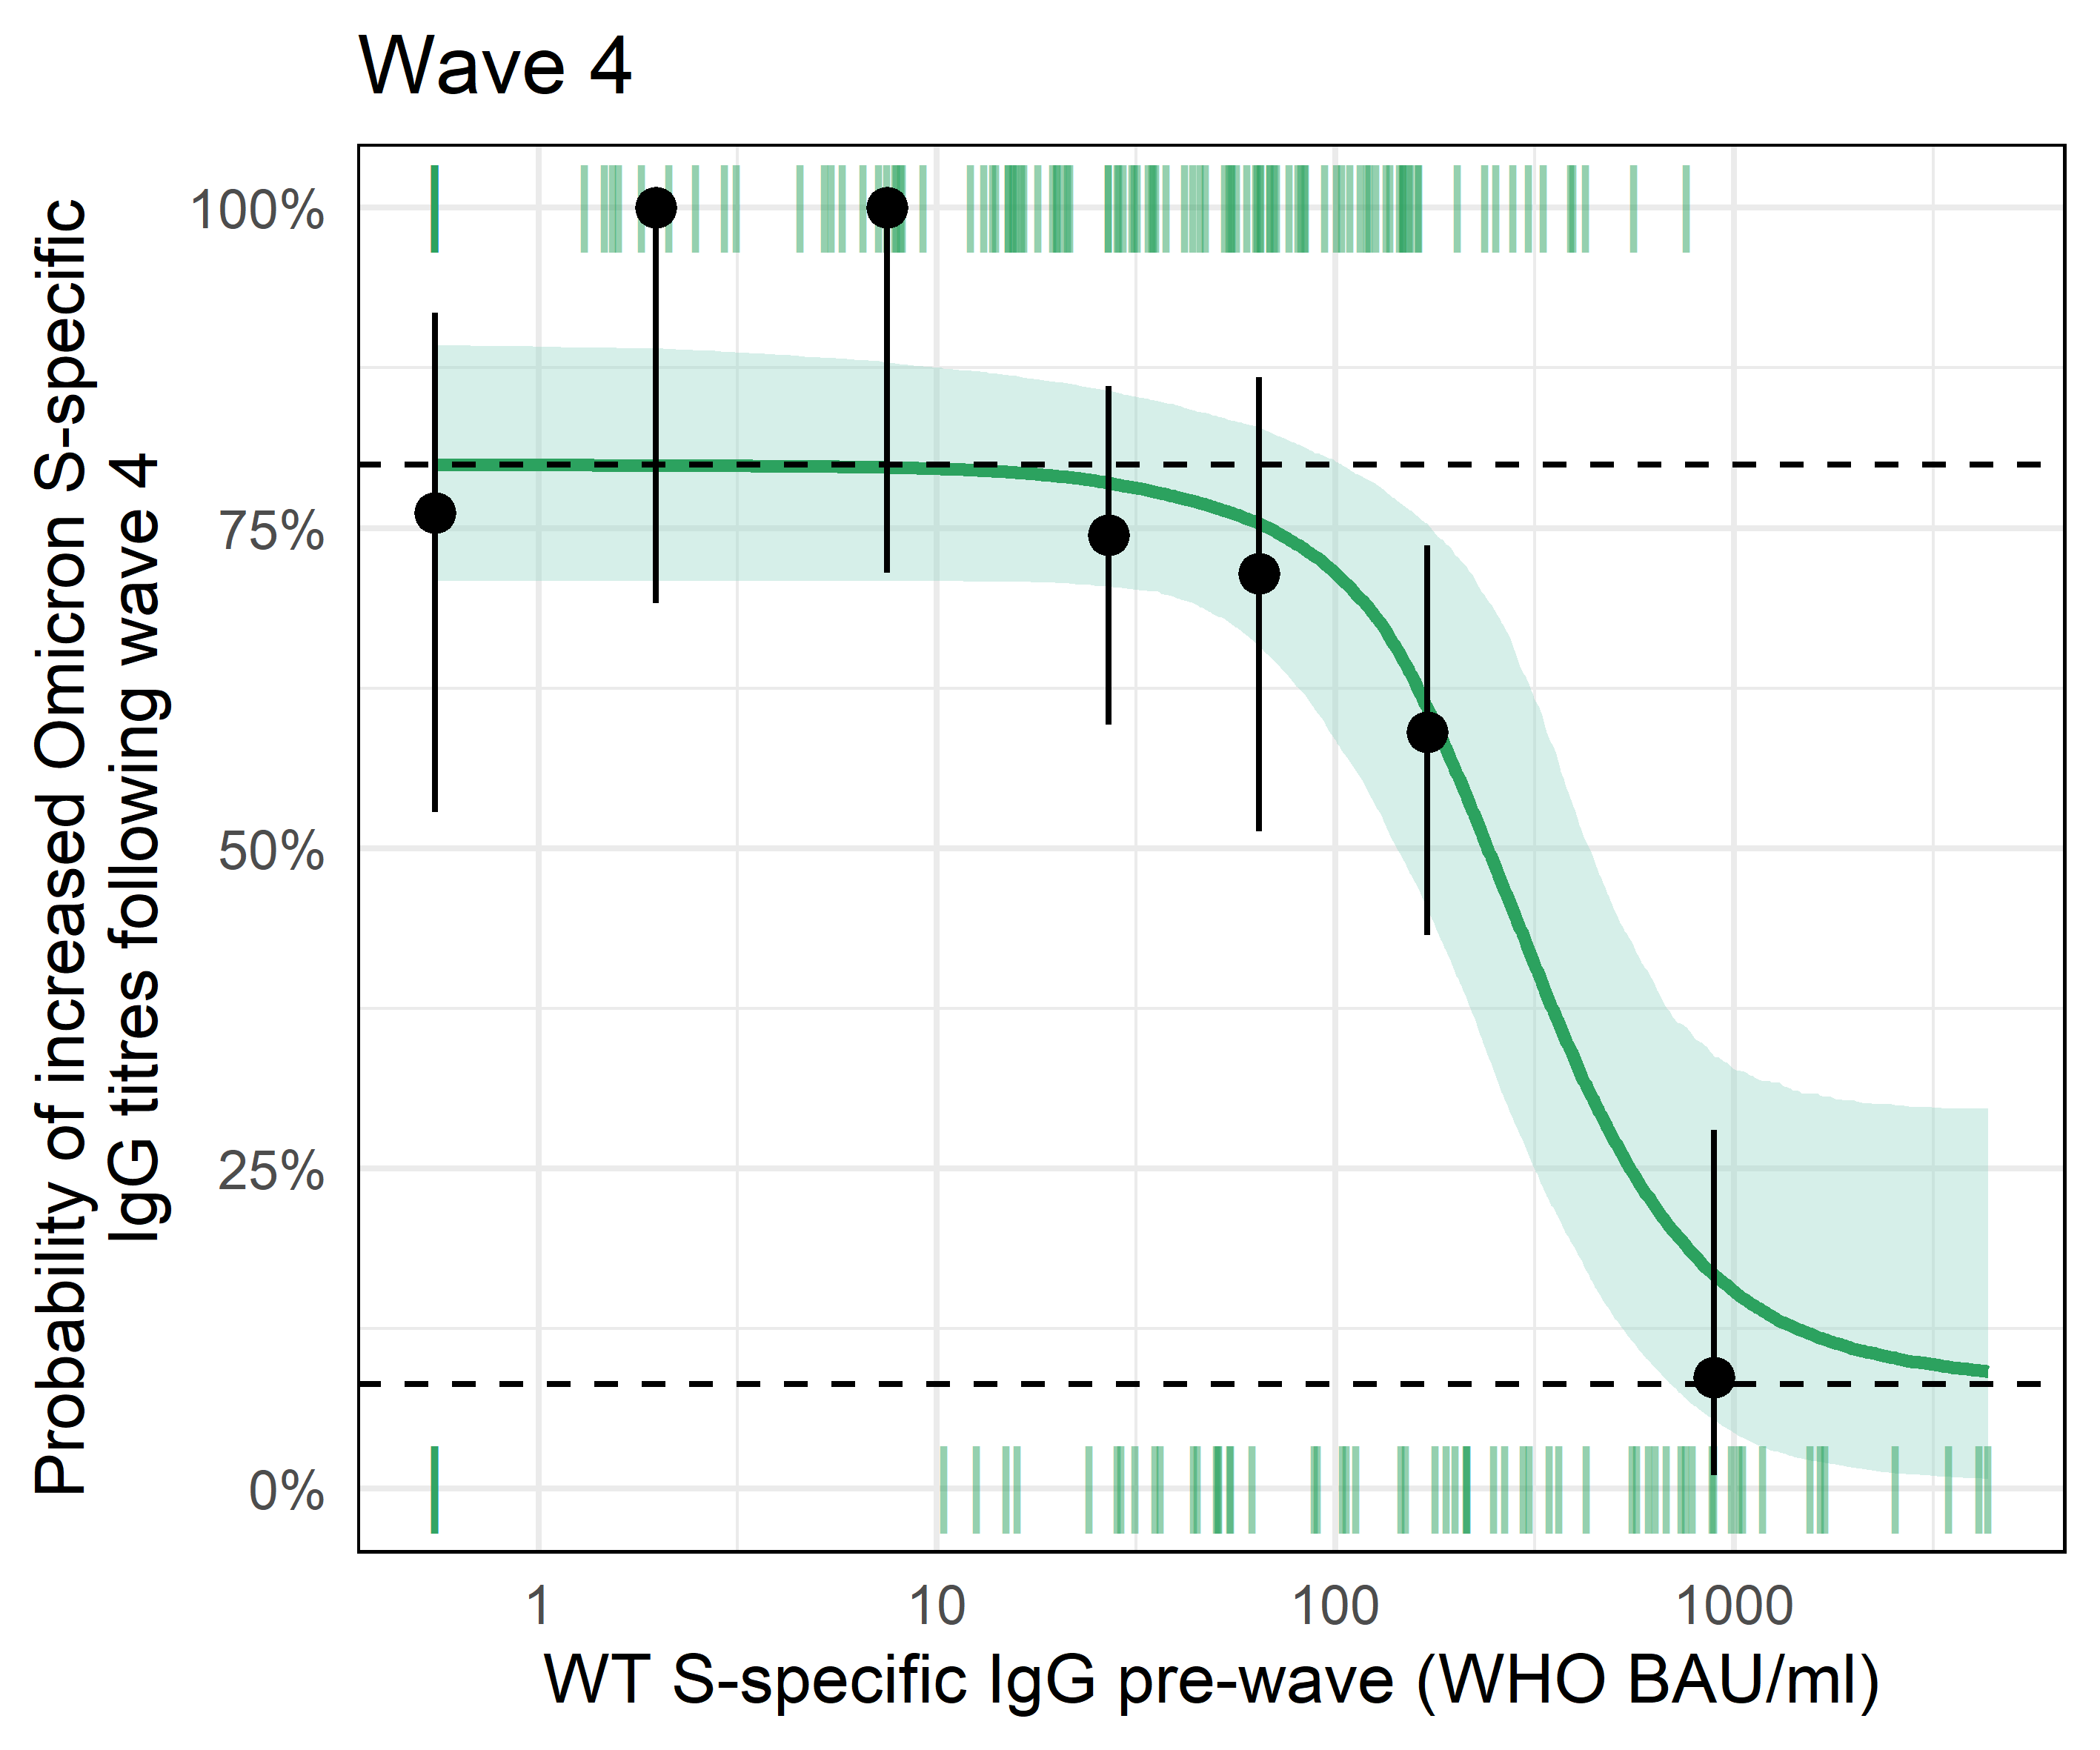 Wave 4
Probability of increased Omicron S-specific
IgG titres following wave 4
100%
75%
50%
25%
0%
1
10
100
1000
WT S-specific IgG pre-wave (WHO BAU/ml)